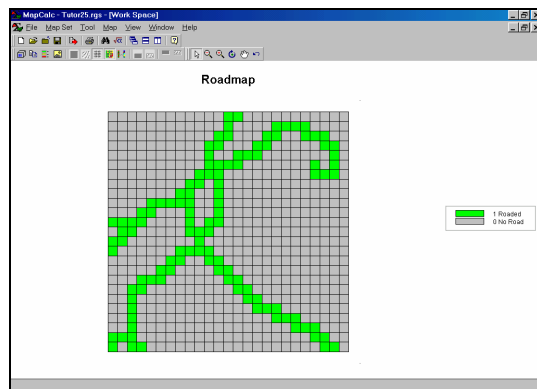 MapCalc - Tutor25.rgs - [Work Space]
File Map Set Tool Map View Window Help
Roadmap
1 Roaded
0 No Road